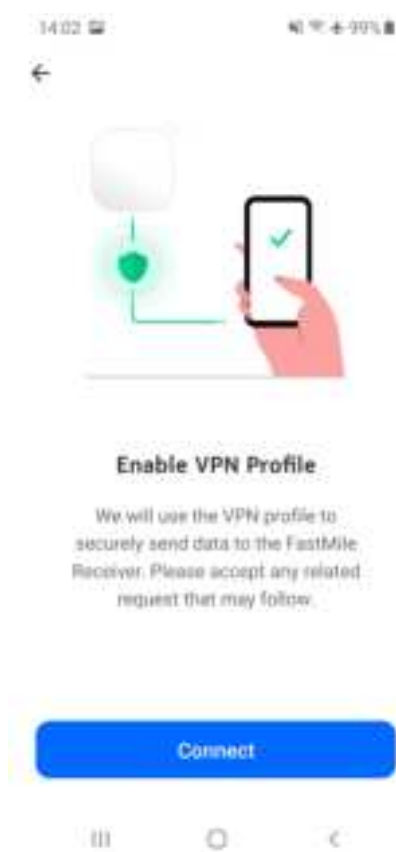 14:02
99%
Enable VPN Profile
We will use the VPN profile to
securely send data to the FastMile
Receiver. Please accept any related
request that may follow.
Connect